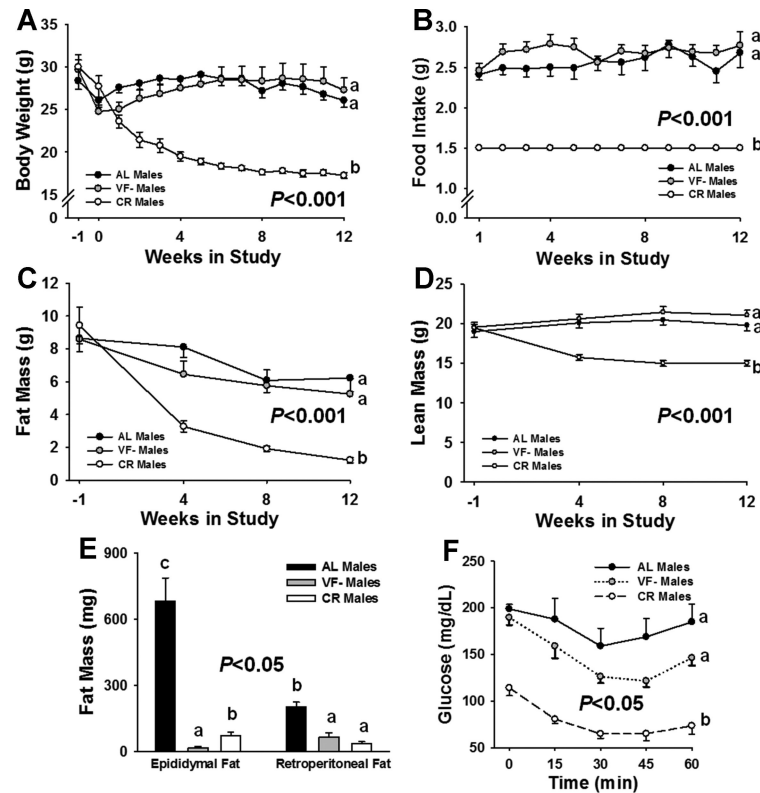 A
Body Weight (g)
35
30
25
20
15
0
AL Males
VF- Males
CR Males
a
a
b
P<0.001
-1 0 4 8 12
Weeks in Study
B
Food Intake (g)
3.0
2.5
2.0
1.5
1.0
0.0
a
a
P<0.001
b
AL Males
VF- Males
CR Males
1 4 8 12
Weeks in Study
C
Fat Mass (g)
12
10
8
6
4
2
0
a
a
P<0.001
AL Males
VF- Males
CR Males
b
-1 4 8 12
Weeks in Study
D
Lean Mass (g)
25
20
15
10
5
0
a
a
b
P<0.001
AL Males
VF- Males
CR Males
-1 4 8 12
Weeks in Study
E
Fat Mass (mg)
900
600
300
0
c
AL Males
VF- Males
CR Males
P<0.05
a
b
b
a
a
Epididymal Fat Retroperitoneal Fat
F
Glucose (mg/dL)
250
200
150
100
50
AL Males
VF- Males
CR Males
a
a
P<0.05
b
0 15 30 45 60
Time (min)